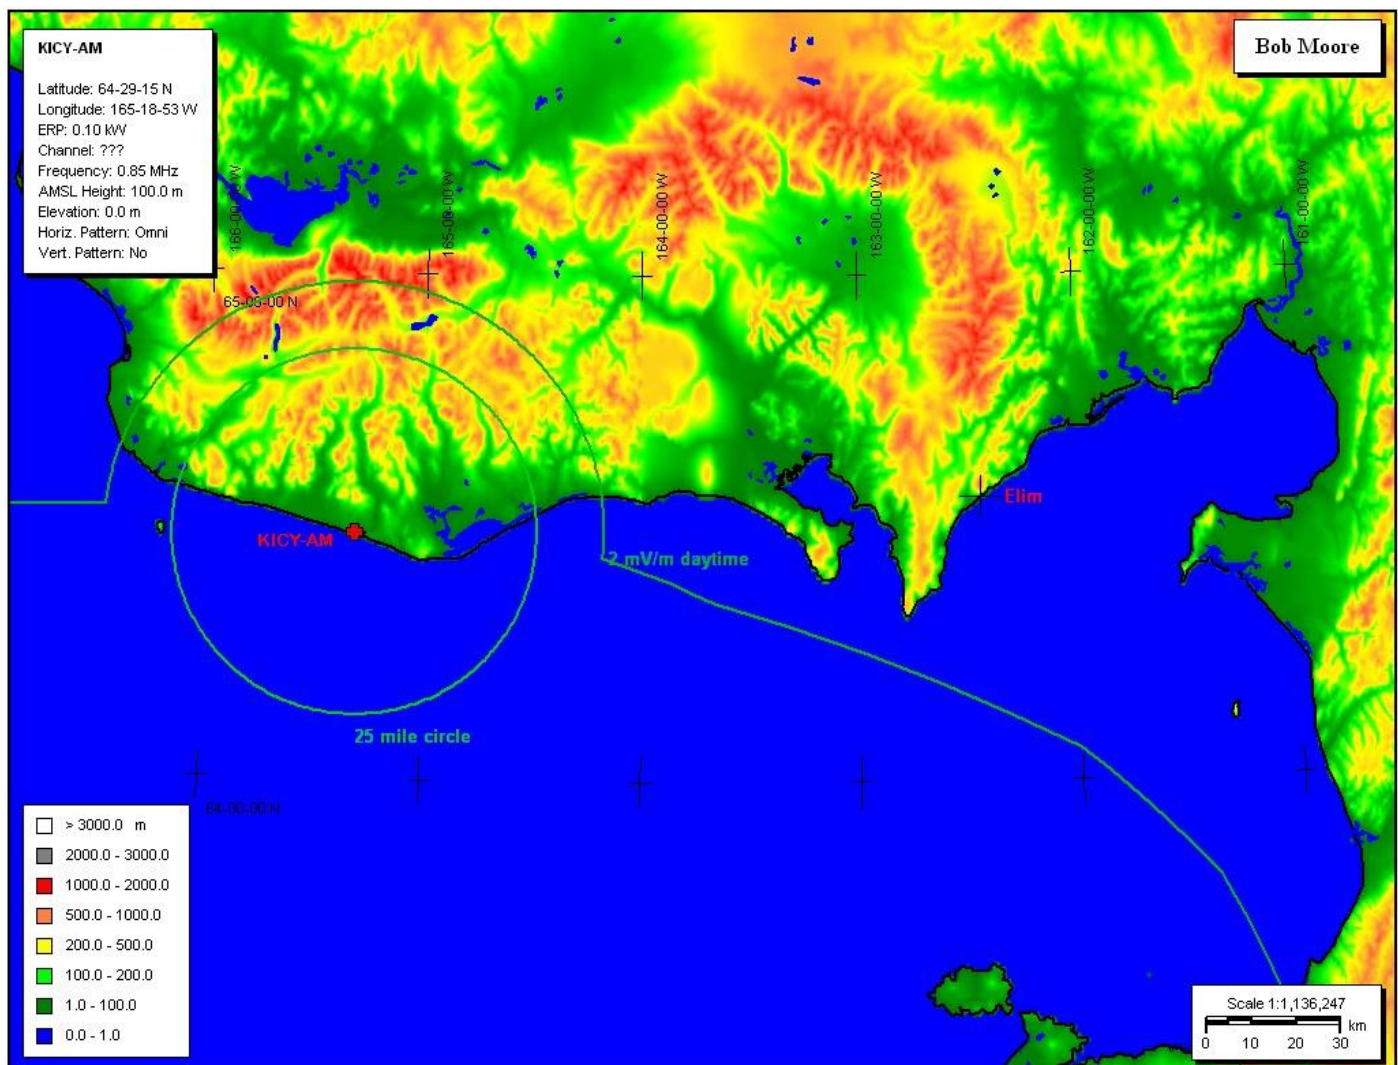 KICY-AM
Latitude: 64-29-15 N
Longitude: 165-18-53 W
ERP: 0.10 kW
Channel: ???
Frequency: 0.85 MHz
AMSL Height: 100.0 m
Elevation: 0.0 m
Horiz. Pattern: Omni
Vert. Pattern: No
Bob Moore
166-00-00 W
165-00-00 W
164-00-00 W
163-00-00 W
162-00-00 W
161-00-00 W
65-00-00 N
Elim
KICY-AM
2 mV/m daytime
25 mile circle
64-00-00 N
> 3000.0 m
2000.0 - 3000.0
1000.0 - 2000.0
500.0 - 1000.0
200.0 - 500.0
100.0 - 200.0
1.0 - 100.0
0.0 - 1.0
Scale 1:1,136,247
km
0 10 20 30